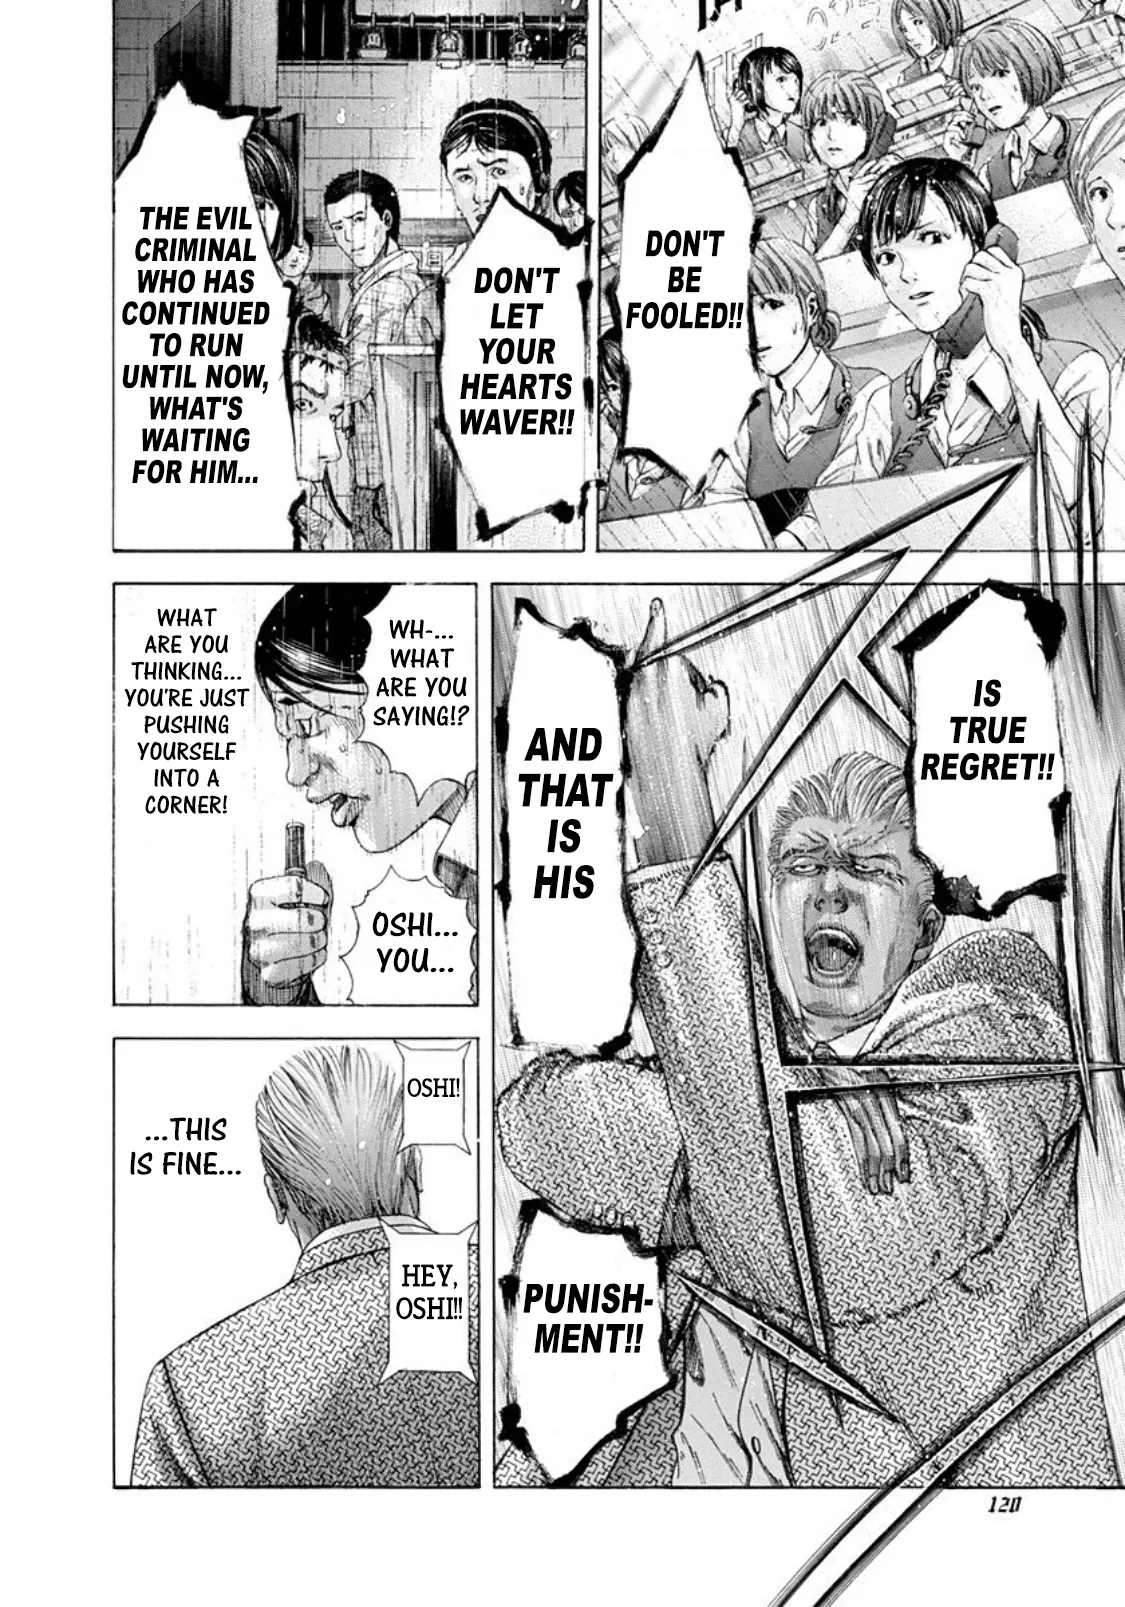 DON'T
BE
FOOLED!!
DON'T
LET
YOUR
HEARTS
WAVER!!
THE EVIL
CRIMINAL
WHO HAS
CONTINUED
TO RUN
UNTIL NOW,
WHAT'S
WAITING
FOR HIM...
IS
TRUE
REGRET!!
AND
THAT
IS
HIS
PUNISH-
MENT!!
WH-...
WHAT
ARE YOU
SAYING!?
WHAT
ARE YOU
THINKING...
YOU'RE JUST
PUSHING
YOURSELF
INTO A
CORNER!
OSHI...
YOU...
OSHI!
HEY,
OSHI!!
...THIS
IS FINE...
120